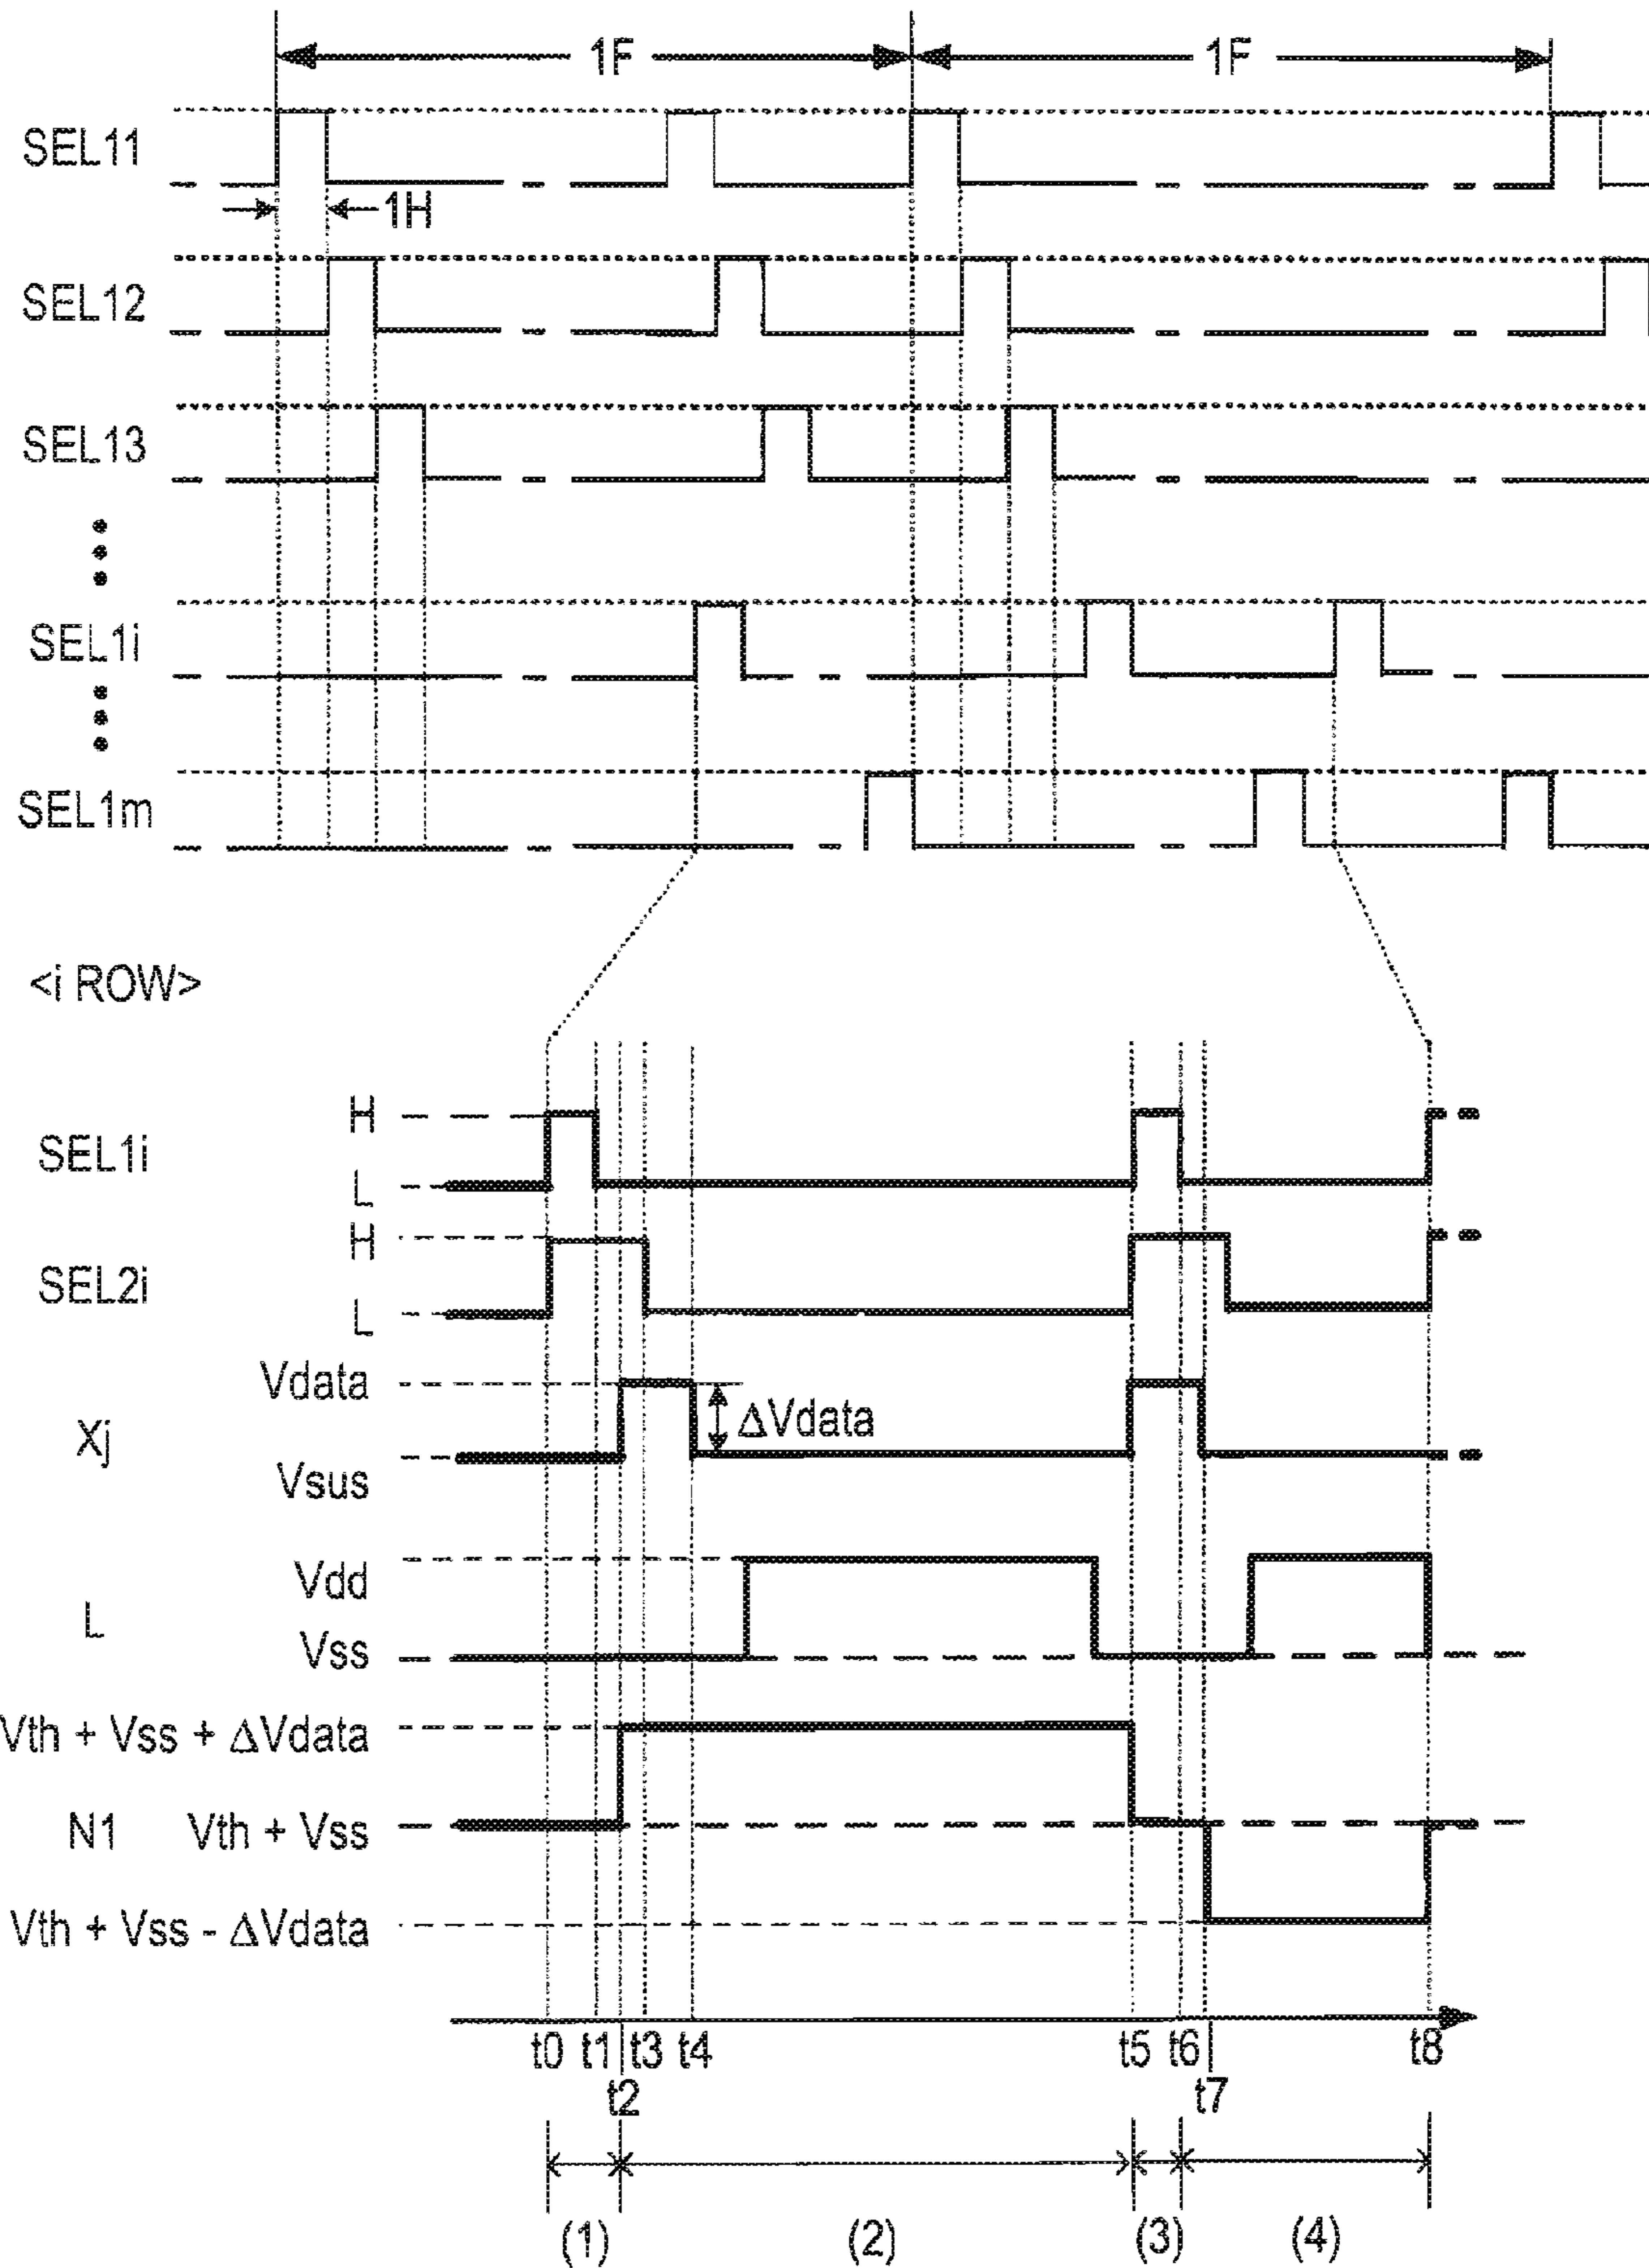 1F 1F
SEL11
1H
SEL12
SEL13
SEL1i
SEL1m
<i ROW>
H
SEL1i
L
H
SEL2i
L
Vdata
ΔVdata
Xj
Vsus
Vdd
L
Vss
Vth + Vss + ΔVdata
N1 Vth + Vss
Vth + Vss - ΔVdata
t0 t1 t3 t4 t5 t6 t8
t2 t7
(1) (2) (3) (4)